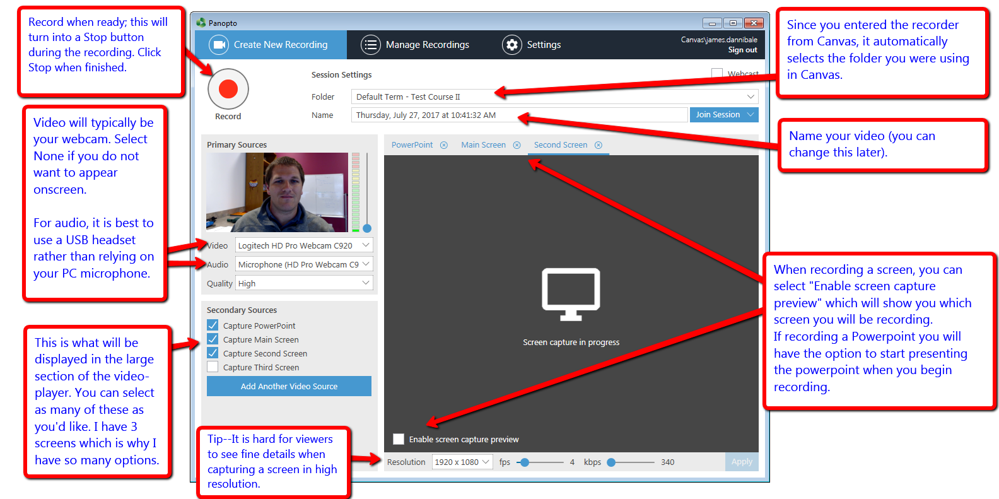 Record when ready; this will
turn into a Stop button
during the recording. Click
Stop when finished.
Video will typically be
your webcam. Select
None if you do not
want to appear
onscreen.
For audio, it is best to
use a USB headset
rather than relying on
your PC microphone.
This is what will be
displayed in the large
section of the video-
player. You can select
as many of these as
you'd like. I have 3
screens which is why I
have so many options.
Panopto
Create New Recording
Manage Recordings
Settings
Canvas\james.dannibale
Sign out
Record
Session Settings
Webcast
Folder
Default Term - Test Course II
Name
Thursday, July 27, 2017 at 10:41:32 AM
Join Session
Primary Sources
Video
Logitech HD Pro Webcam C920
Audio
Microphone (HD Pro Webcam C9
Quality
High
Secondary Sources
Capture PowerPoint
Capture Main Screen
Capture Second Screen
Capture Third Screen
Add Another Video Source
PowerPoint
Main Screen
Second Screen
Screen capture in progress
Enable screen capture preview
Resolution
1920 x 1080
fps
4
kbps
340
Apply
Tip--It is hard for viewers
to see fine details when
capturing a screen in high
resolution.
Since you entered the recorder
from Canvas, it automatically
selects the folder you were using
in Canvas.
Name your video (you can
change this later).
When recording a screen, you can
select "Enable screen capture
preview" which will show you which
screen you will be recording.
If recording a Powerpoint you will
have the option to start presenting
the powerpoint when you begin
recording.